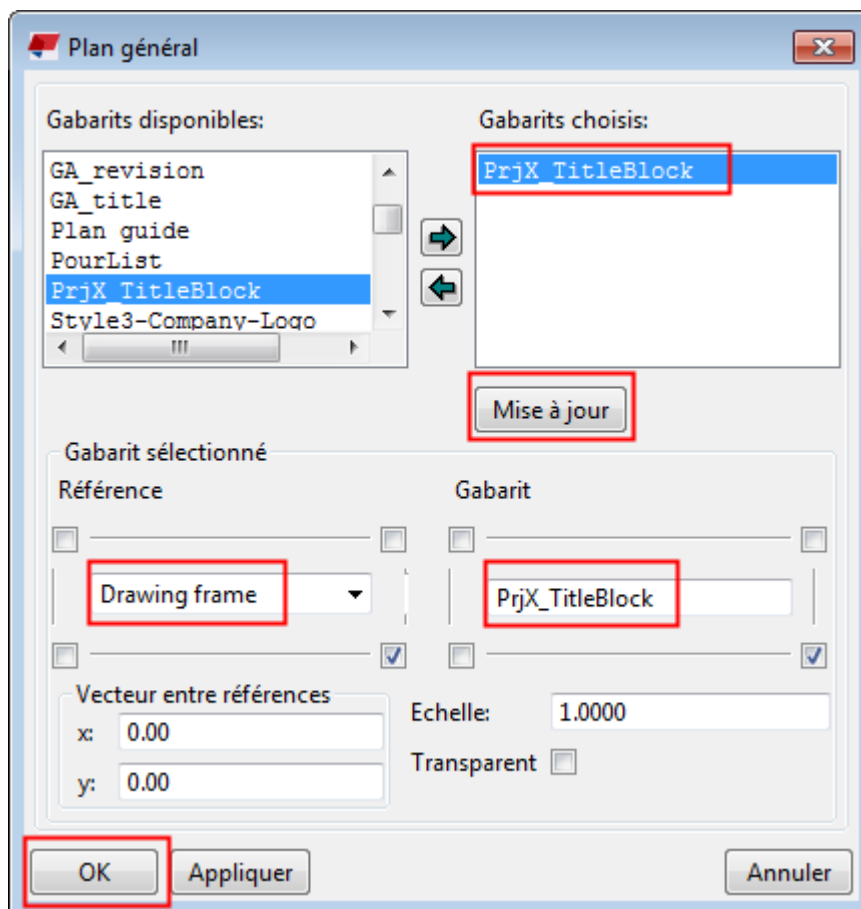 Plan général
Gabarits disponibles:
Gabarits choisis:
GA_revision
GA_title
Plan guide
PourList
PrjX_TitleBlock
Style3-Company-Logo
PrjX_TitleBlock
Mise à jour
Gabarit sélectionné
Référence
Gabarit
Drawing frame
PrjX_TitleBlock
Vecteur entre références
x: 0.00
y: 0.00
Echelle: 1.0000
Transparent
OK
Appliquer
Annuler